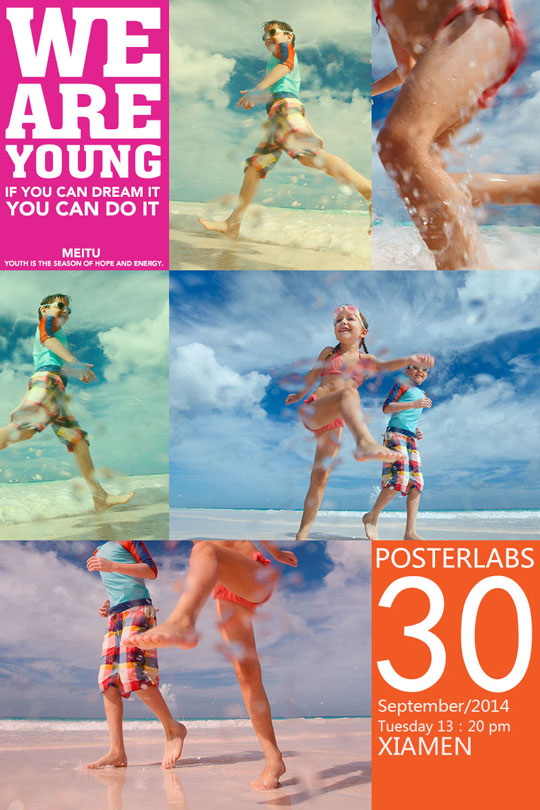 WE
ARE
YOUNG
IF YOU CAN DREAM IT
YOU CAN DO IT
MEITU
YOUTH IS THE SEASON OF HOPE AND ENERGY.
POSTERLABS
30
September/2014
Tuesday 13 : 20 pm
XIAMEN